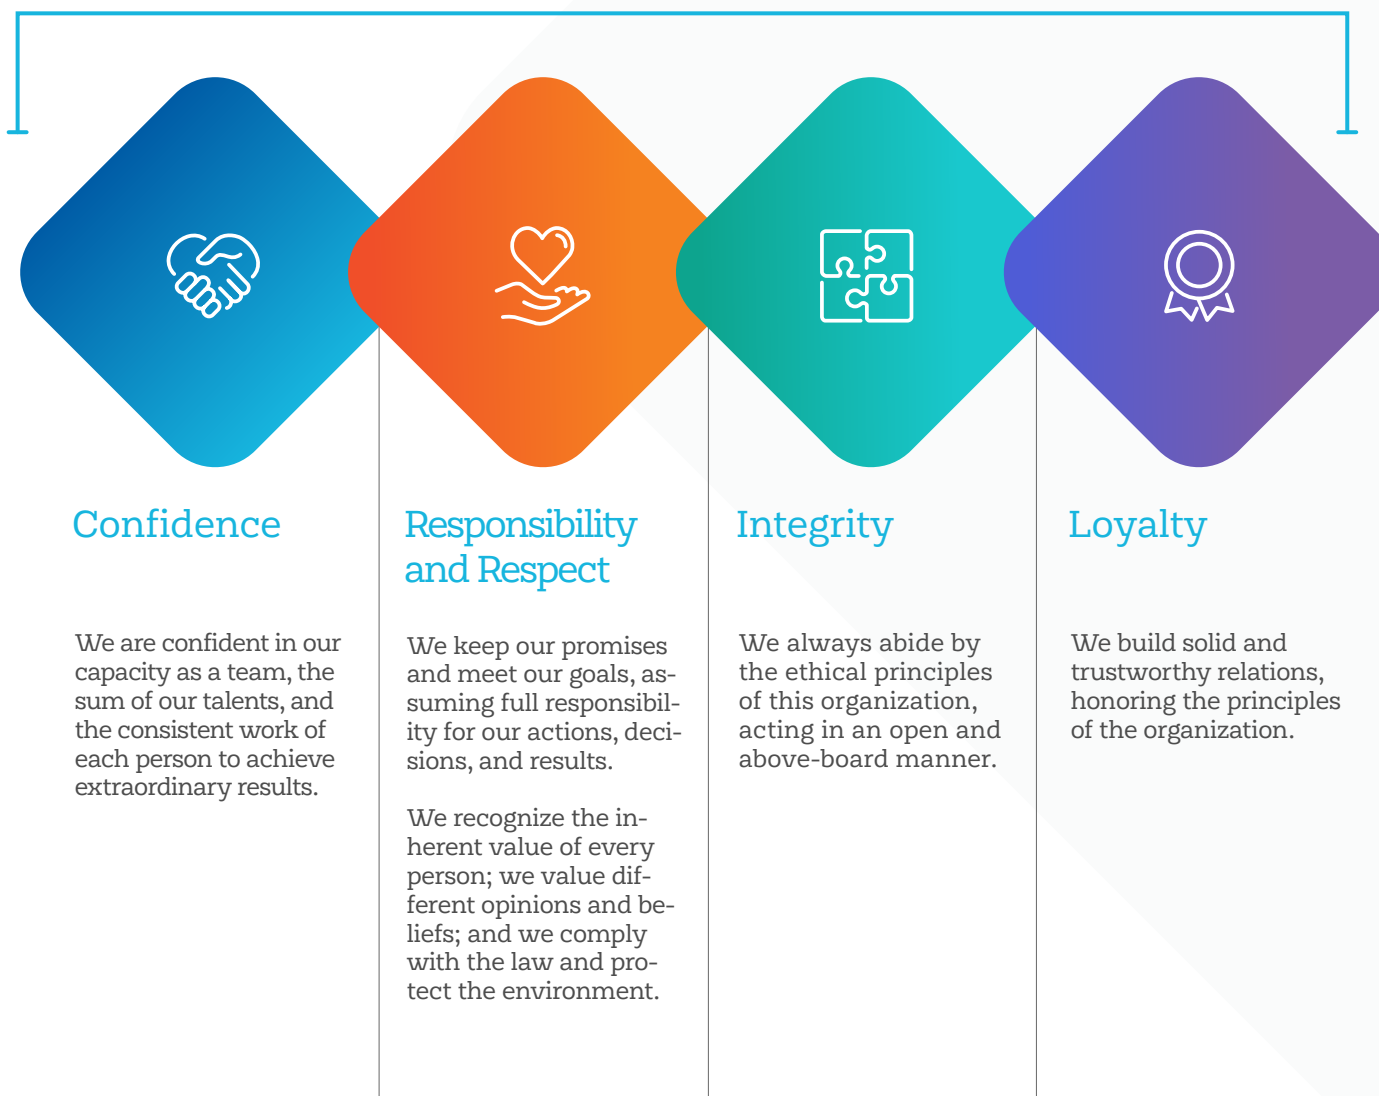 Confidence
We are confident in our
capacity as a team, the
sum of our talents, and
the consistent work of
each person to achieve
extraordinary results.
Responsibility
and Respect
We keep our promises
and meet our goals, as-
suming full responsibil-
ity for our actions, deci-
sions, and results.
We recognize the in-
herent value of every
person; we value dif-
ferent opinions and be-
liefs; and we comply
with the law and pro-
tect the environment.
Integrity
We always abide by
the ethical principles
of this organization,
acting in an open and
above-board manner.
Loyalty
We build solid and
trustworthy relations,
honoring the principles
of the organization.